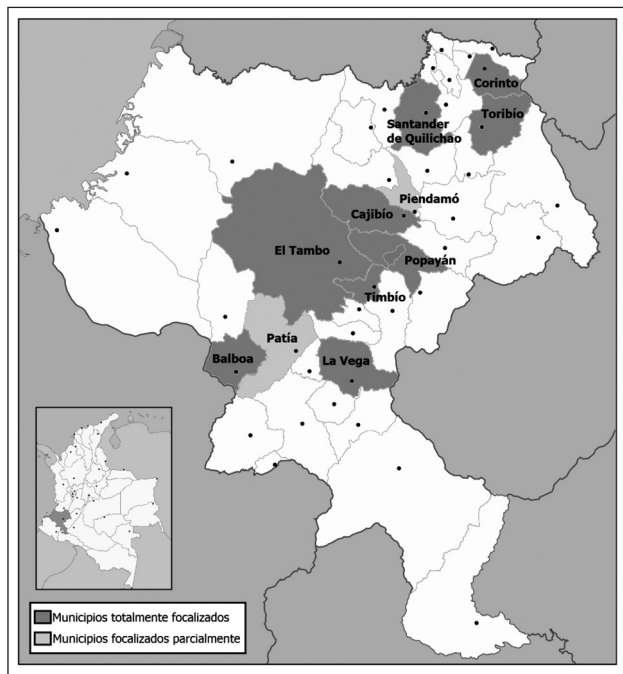 Corinto
Toribío
Santander
de Quilichao
Piendamó
Cajibío
El Tambo
Popayán
Timbío
Patía
Balboa
La Vega
Municipios totalmente focalizados
Municipios focalizados parcialmente